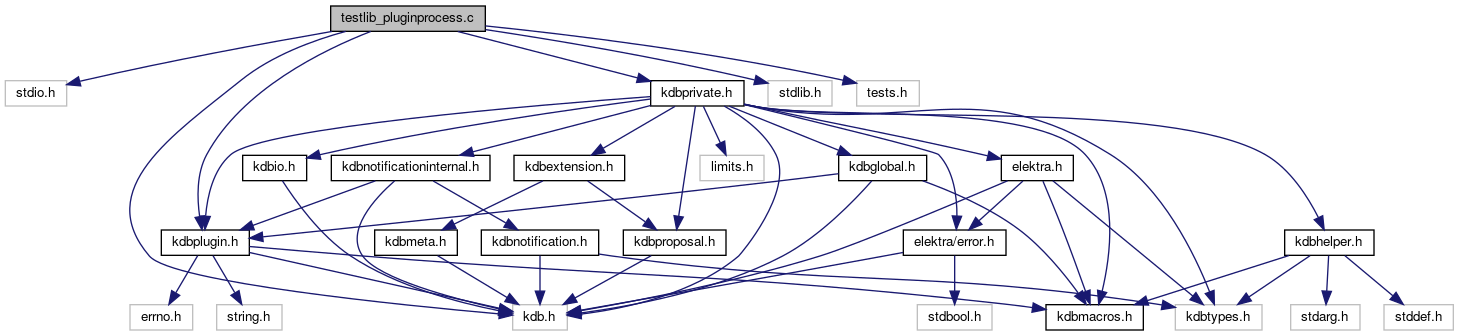 testlib_pluginprocess.c
stdio.h
kdbprivate.h
stdlib.h
tests.h
kdbio.h
kdbnotificationinternal.h
kdbextension.h
limits.h
kdbglobal.h
elektra.h
kdbplugin.h
kdbmeta.h
kdbnotification.h
kdbproposal.h
elektra/error.h
kdbhelper.h
errno.h
string.h
kdb.h
stdbool.h
kdbmacros.h
kdbtypes.h
stdarg.h
stddef.h